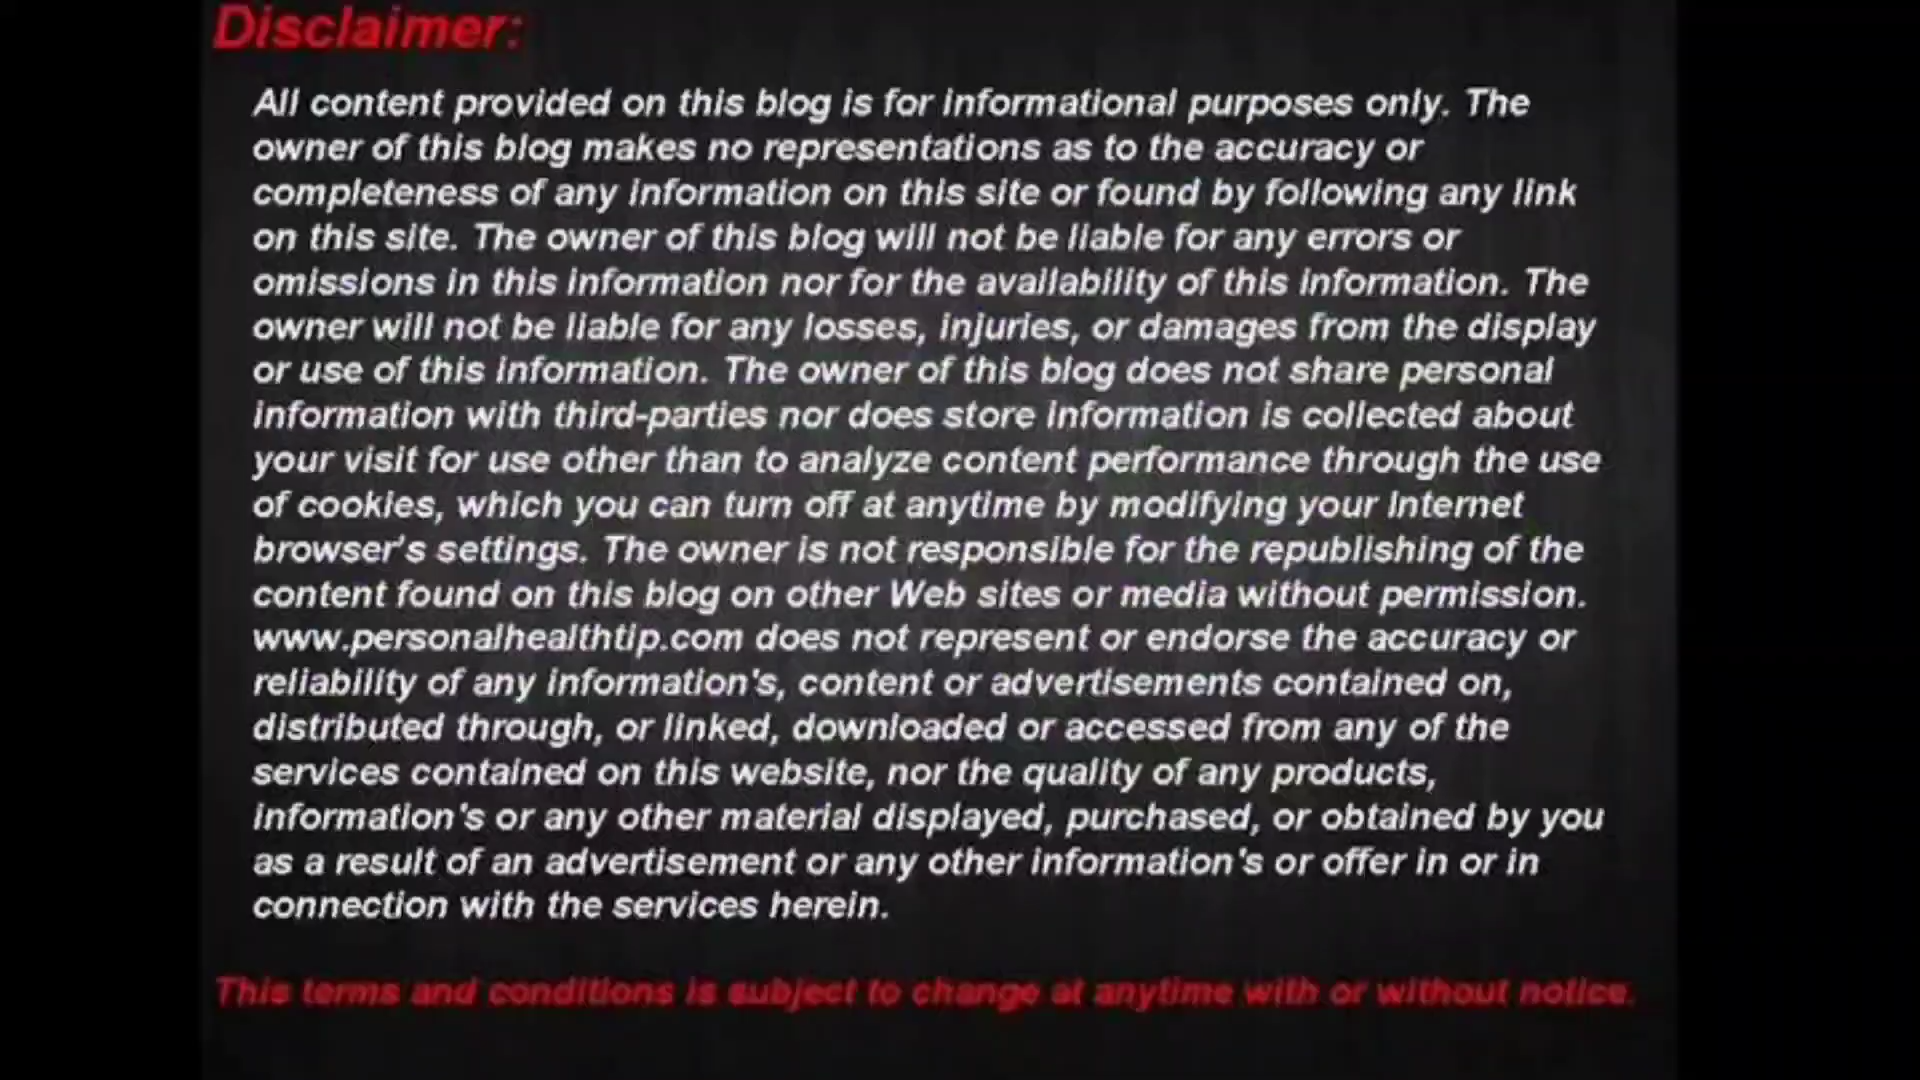 Disclaimer:
All content provided on this blog is for informational purposes only. The
owner of this blog makes no representations as to the accuracy or
completeness of any information on this site or found by following any link
on this site. The owner of this blog will not be liable for any errors or
omissions in this information nor for the availability of this information. The
owner will not be liable for any losses, injuries, or damages from the display
or use of this information. The owner of this blog does not share personal
information with third-parties nor does store information is collected about
your visit for use other than to analyze content performance through the use
of cookies, which you can turn off at anytime by modifying your Internet
browser's settings. The owner is not responsible for the republishing of the
content found on this blog on other Web sites or media without permission.
www.personalhealthtip.com does not represent or endorse the accuracy or
reliability of any information's, content or advertisements contained on,
distributed through, or linked, downloaded or accessed from any of the
services contained on this website, nor the quality of any products,
information's or any other material displayed, purchased, or obtained by you
as a result of an advertisement or any other information's or offer in or in
connection with the services herein.
This terms and conditions is subject to change at anytime with or without notice.